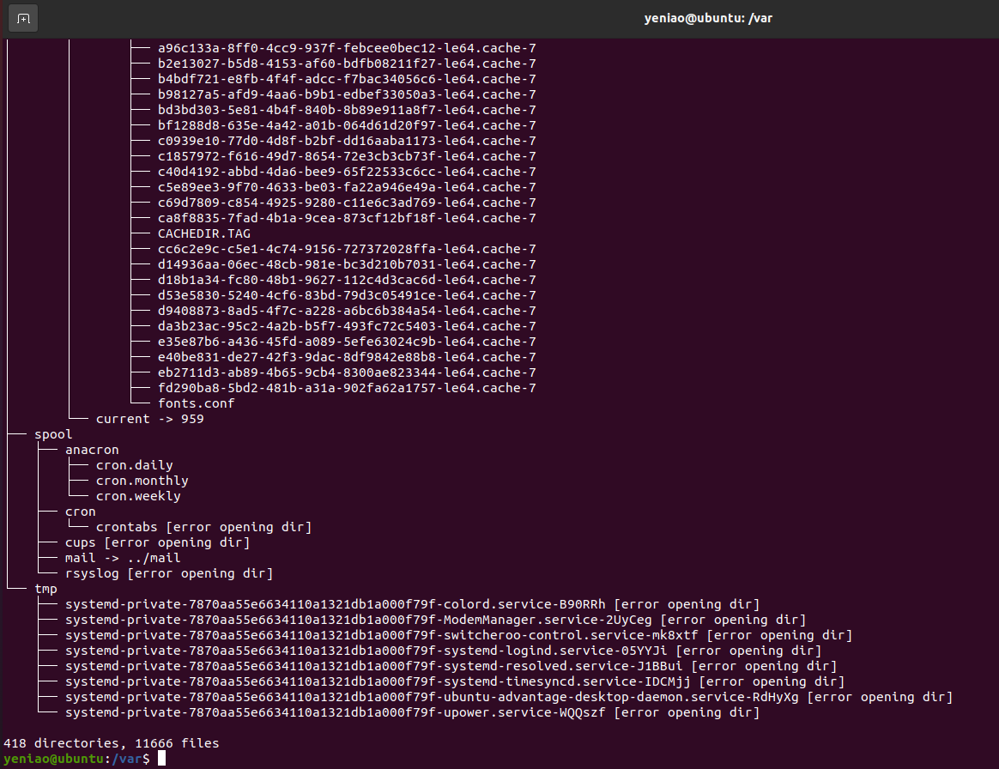 yeniao@ubuntu: /var
├── a96c133a-8ff0-4cc9-937f-febcee0bec12-le64.cache-7
├── b2e13027-b5d8-4153-af60-bdfb08211f27-le64.cache-7
├── b4bdf721-e8fb-4f4f-adcc-f7bac34056c6-le64.cache-7
├── b98127a5-afd9-4aa6-b9b1-edbef33050a3-le64.cache-7
├── bd3bd303-5e81-4b4f-840b-8b89e911a8f7-le64.cache-7
├── bf1288d8-635e-4a42-a01b-064d61d20f97-le64.cache-7
├── c0939e10-77d0-4d8f-b2bf-dd16aaba1173-le64.cache-7
├── c1857972-f616-49d7-8654-72e3cb3cb73f-le64.cache-7
├── c40d4192-abbd-4da6-bee9-65f22533c6cc-le64.cache-7
├── c5e89ee3-9f70-4633-be03-fa22a946e49a-le64.cache-7
├── c69d7809-c854-4925-9280-c11e6c3ad769-le64.cache-7
├── ca8f8835-7fad-4b1a-9cea-873cf12bf18f-le64.cache-7
├── CACHEDIR.TAG
├── cc6c2e9c-c5e1-4c74-9156-727372028ffa-le64.cache-7
├── d14936aa-06ec-48cb-981e-bc3d210b7031-le64.cache-7
├── d18b1a34-fc80-48b1-9627-112c4d3cac6d-le64.cache-7
├── d53e5830-5240-4cf6-83bd-79d3c05491ce-le64.cache-7
├── d9408873-8ad5-4f7c-a228-a6bc6b384a54-le64.cache-7
├── da3b23ac-95c2-4a2b-b5f7-493fc72c5403-le64.cache-7
├── e35e87b6-a436-45fd-a089-5efe63024c9b-le64.cache-7
├── e40be831-de27-42f3-9dac-8df9842e88b8-le64.cache-7
├── eb2711d3-ab89-4b65-9cb4-8300ae823344-le64.cache-7
├── fd290ba8-5bd2-481b-a31a-902fa62a1757-le64.cache-7
└── fonts.conf
└── current -> 959
├── spool
├── anacron
├── cron.daily
├── cron.monthly
└── cron.weekly
├── cron
└── crontabs [error opening dir]
├── cups [error opening dir]
├── mail -> ../mail
└── rsyslog [error opening dir]
└── tmp
├── systemd-private-7870aa55e6634110a1321db1a000f79f-colord.service-B90RRh [error opening dir]
├── systemd-private-7870aa55e6634110a1321db1a000f79f-ModemManager.service-2UyCeg [error opening dir]
├── systemd-private-7870aa55e6634110a1321db1a000f79f-switcheroo-control.service-mk8xtf [error opening dir]
├── systemd-private-7870aa55e6634110a1321db1a000f79f-systemd-logind.service-05YYJi [error opening dir]
├── systemd-private-7870aa55e6634110a1321db1a000f79f-systemd-resolved.service-J1BBui [error opening dir]
├── systemd-private-7870aa55e6634110a1321db1a000f79f-systemd-timesyncd.service-IDCMjj [error opening dir]
├── systemd-private-7870aa55e6634110a1321db1a000f79f-ubuntu-advantage-desktop-daemon.service-RdHyXg [error opening dir]
└── systemd-private-7870aa55e6634110a1321db1a000f79f-upower.service-WQQszf [error opening dir]
418 directories, 11666 files
yeniao@ubuntu:/var$